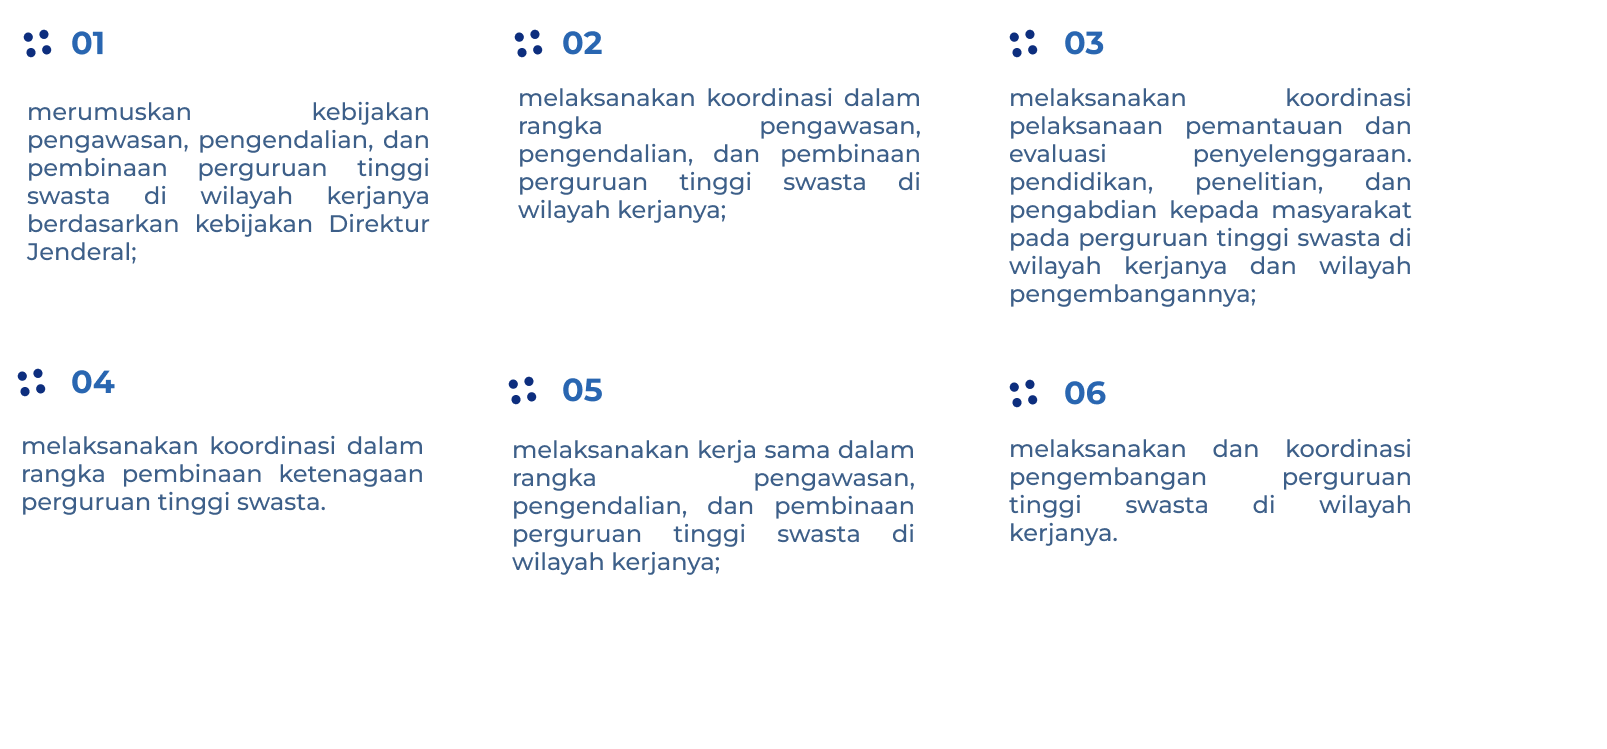 01
merumuskan kebijakan
pengawasan, pengendalian, dan
pembinaan perguruan tinggi
swasta di wilayah kerjanya
berdasarkan kebijakan Direktur
Jenderal;
02
melaksanakan koordinasi dalam
rangka pengawasan,
pengendalian, dan pembinaan
perguruan tinggi swasta di
wilayah kerjanya;
03
melaksanakan koordinasi
pelaksanaan pemantauan dan
evaluasi penyelenggaraan.
pendidikan, penelitian, dan
pengabdian kepada masyarakat
pada perguruan tinggi swasta di
wilayah kerjanya dan wilayah
pengembangannya;
04
melaksanakan koordinasi dalam
rangka pembinaan ketenagaan
perguruan tinggi swasta.
05
melaksanakan kerja sama dalam
rangka pengawasan,
pengendalian, dan pembinaan
perguruan tinggi swasta di
wilayah kerjanya;
06
melaksanakan dan koordinasi
pengembangan perguruan
tinggi swasta di wilayah
kerjanya.